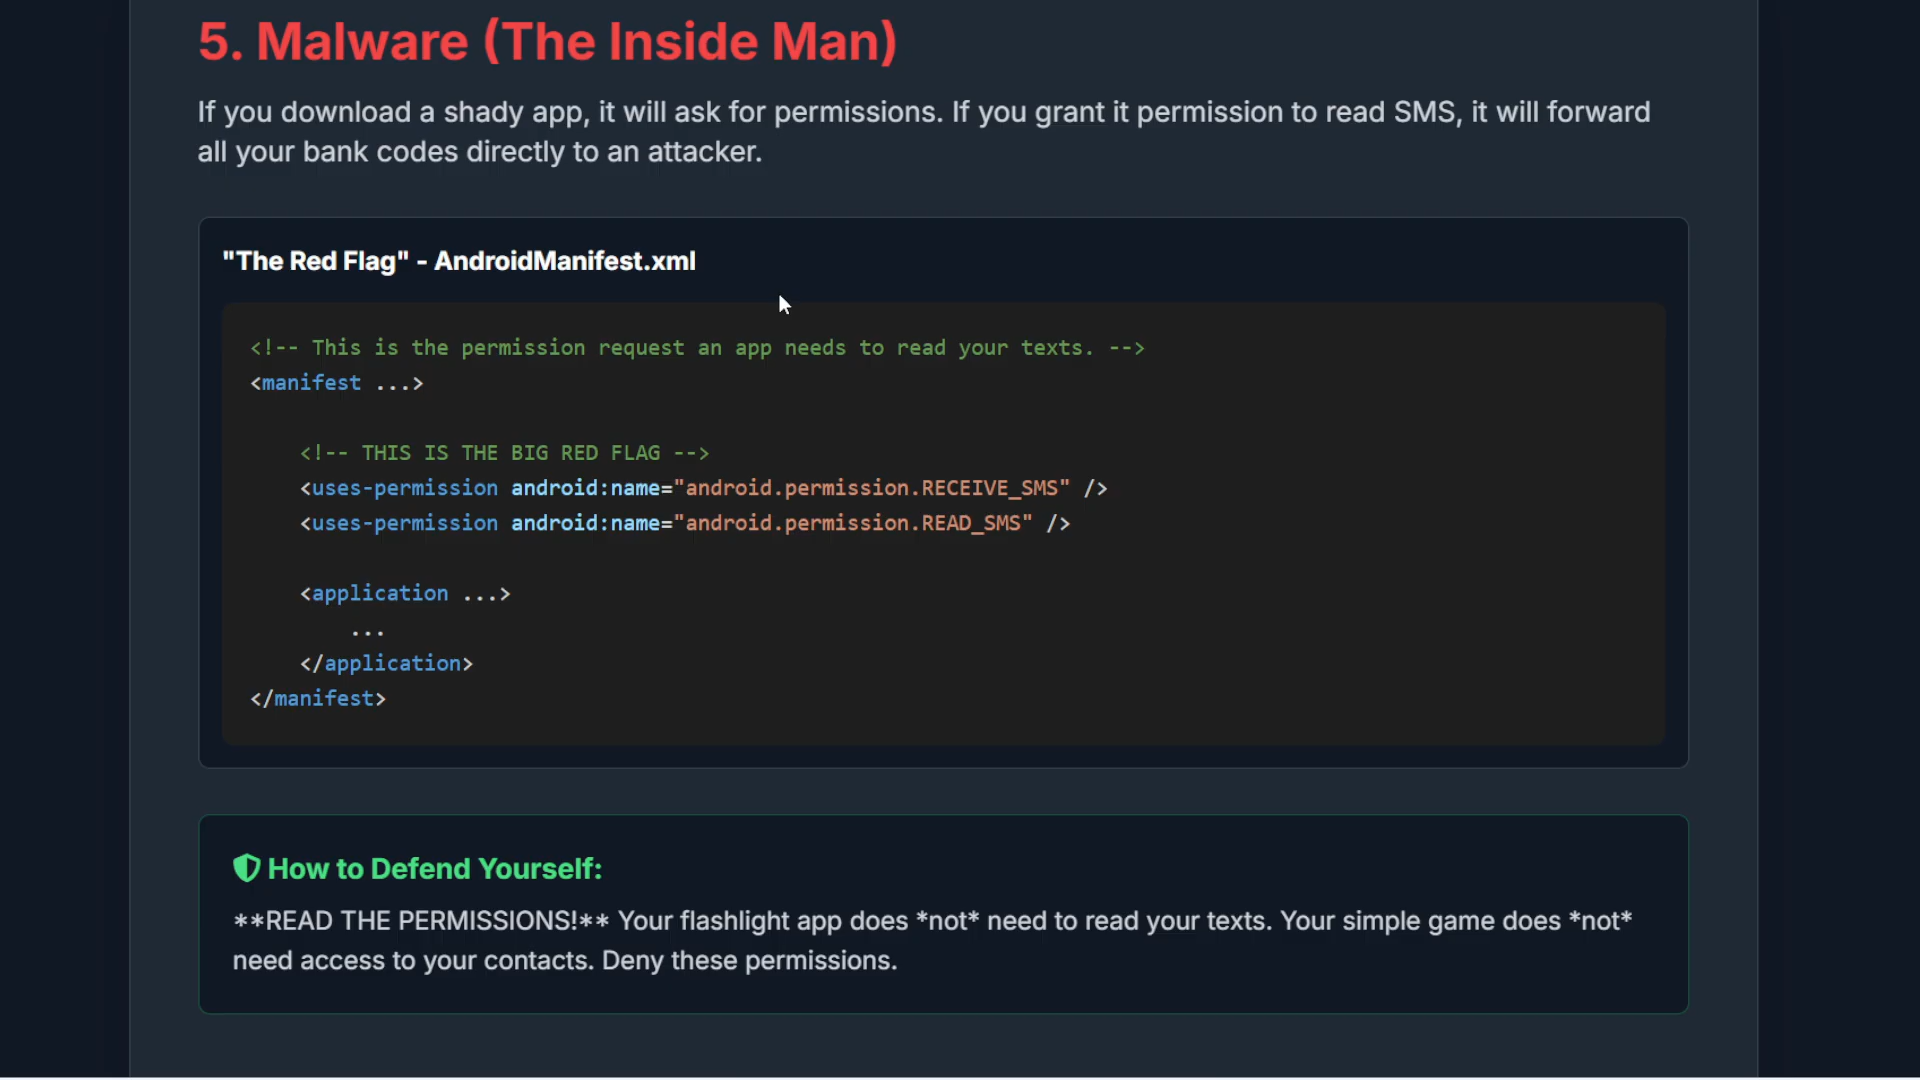 5. Malware (The Inside Man)
If you download a shady app, it will ask for permissions. If you grant it permission to read SMS, it will forward
all your bank codes directly to an attacker.
"The Red Flag" - AndroidManifest.xml
<!-- This is the permission request an app needs to read your texts. -->
<manifest ...>
<!-- THIS IS THE BIG RED FLAG -->
<uses-permission android:name="android.permission.RECEIVE_SMS" />
<uses-permission android:name="android.permission.READ_SMS" />
<application ...>
...
</application>
</manifest>
How to Defend Yourself:
**READ THE PERMISSIONS!** Your flashlight app does *not* need to read your texts. Your simple game does *not*
need access to your contacts. Deny these permissions.